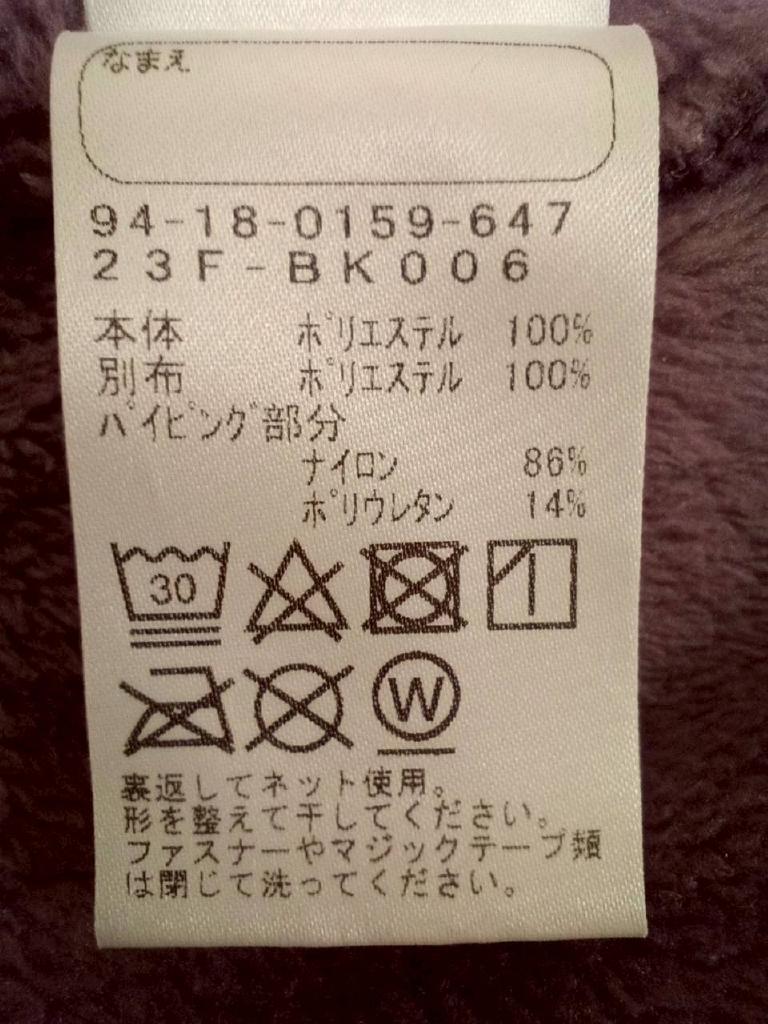 なまえ
94-18-0159-647
23F-BK006
本体 ポリエステル 100%
別布 ポリエステル 100%
パイピング部分
ナイロン 86%
ポリウレタン 14%
30
W
裏返してネット使用。
形を整えて干してください。
ファスナーやマジックテープ類
は閉じて洗ってください。